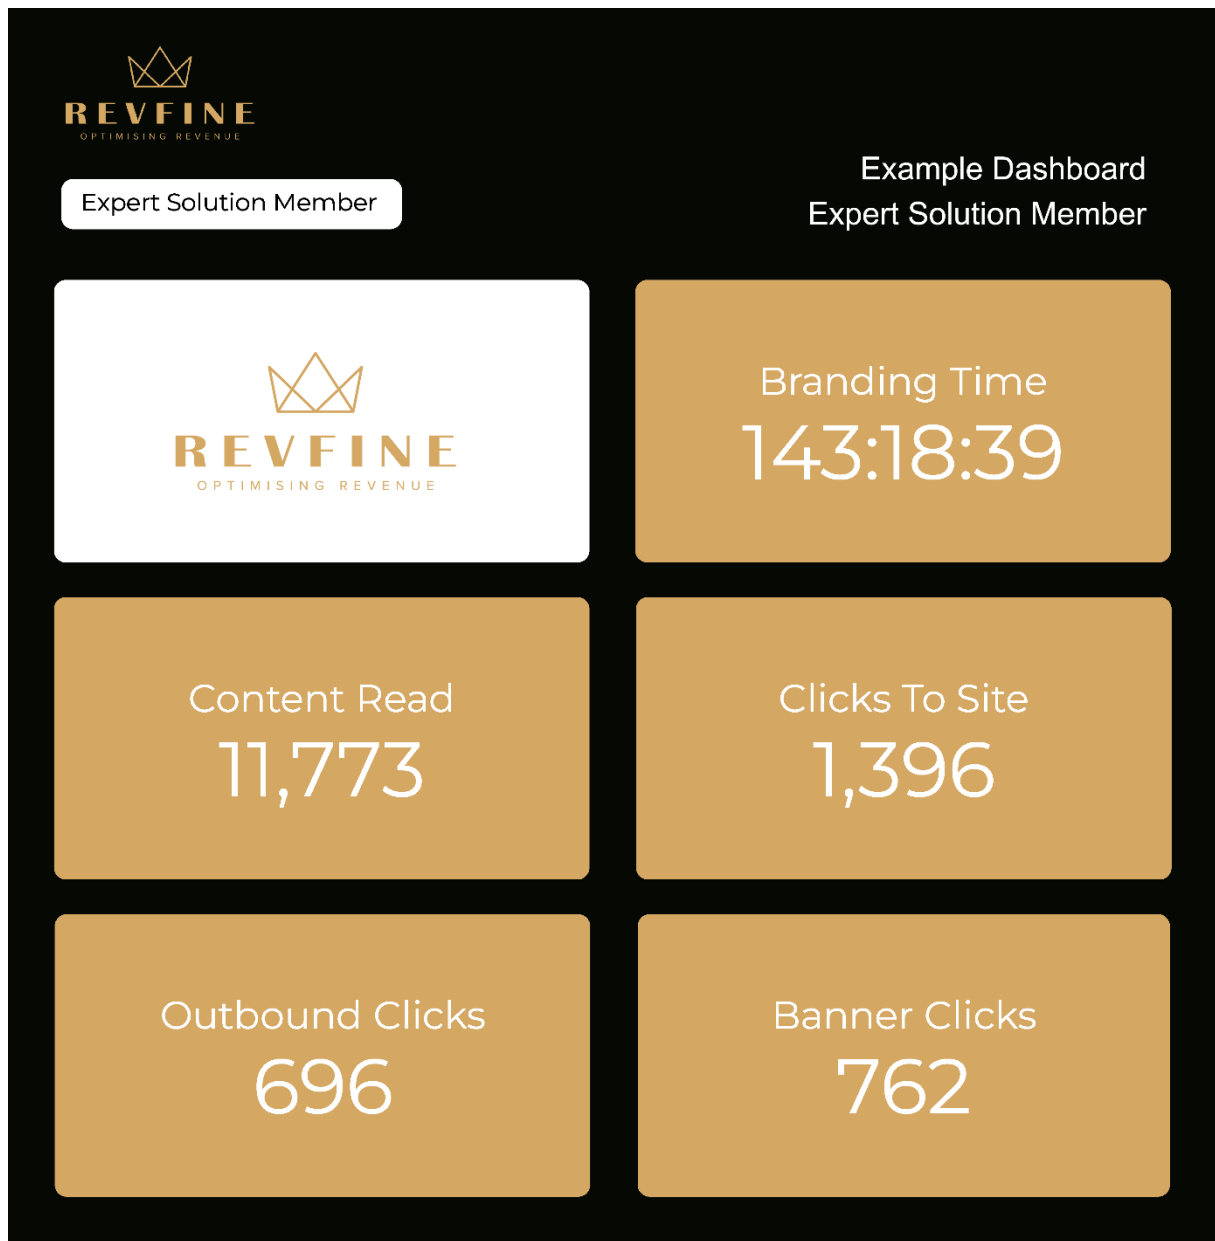 REVFINE
OPTIMISING REVENUE
Expert Solution Member
Example Dashboard
Expert Solution Member
REVFINE
OPTIMISING REVENUE
Branding Time
143:18:39
Content Read
11,773
Clicks To Site
1,396
Outbound Clicks
696
Banner Clicks
762